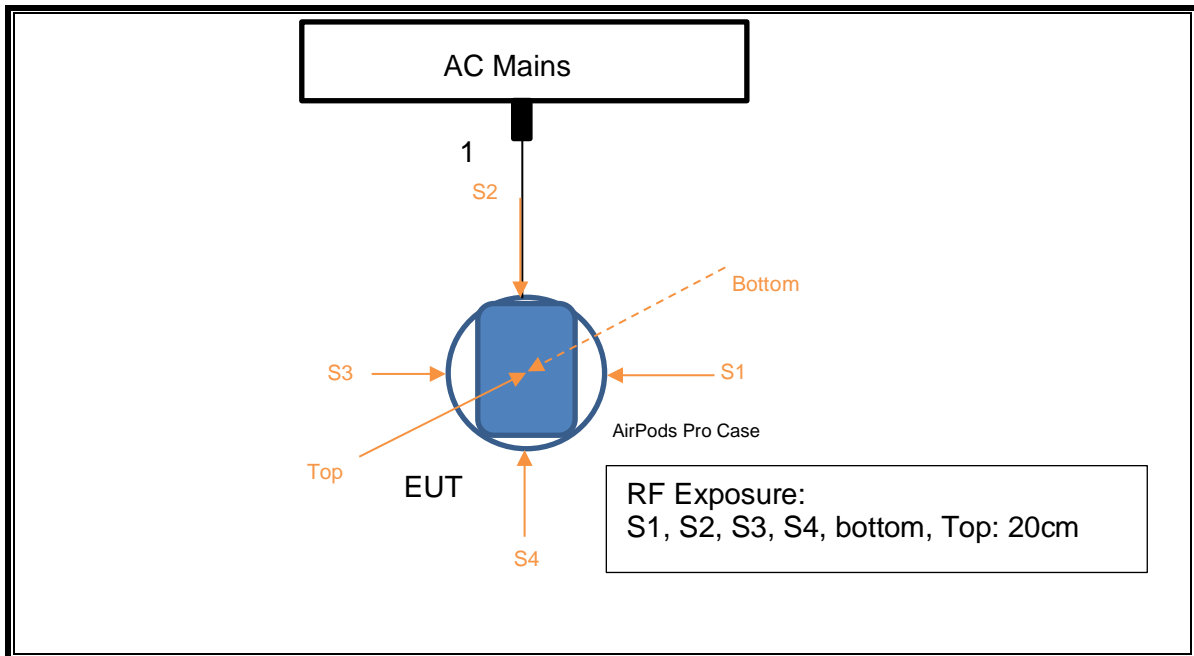 AC Mains
1
S2
Bottom
S3
S1
AirPods Pro Case
Top
EUT
RF Exposure:
S1, S2, S3, S4, bottom, Top: 20cm
S4